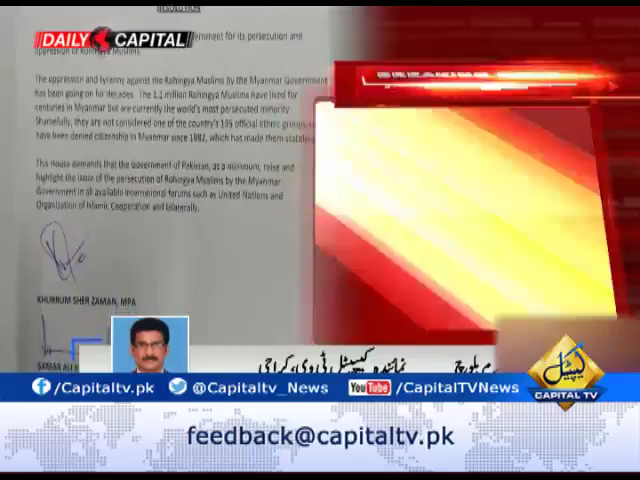 RESOLUTION
DAILY CAPITAL
vernment for its persecution and
oppression of Rohingya Muslims.
The oppression and tyranny against the Rohingya Muslims by the Myanmar Government
has been going on for decades. The 1.1 million Rohingya Muslims have lived for
centuries in Myanmar but are currently the world's most persecuted minority
Shamefully, they are not considered one of the country's 135 official ethnic groups
have been denied citizenship in Myanmar since 1982, which has made them stateless
This House demands that the Government of Pakistan, at a minimum, raise and
highlight the issue of the persecution of Rohingya Muslims by the Myanmar
Government in all available international forums such as United Nations and
Organization of Islamic Cooperation and bilaterally.
KHURRUM SHER ZAMAN, MPA
BREAKING
نمائندہ کیپیٹل ٹی وی، کراچی
بلوچ
کیپیٹل
CAPITAL TV
/Capitaltv.pk
@Capitaltv_News
YouTube /CapitalTVNews
feedback@capitaltv.pk